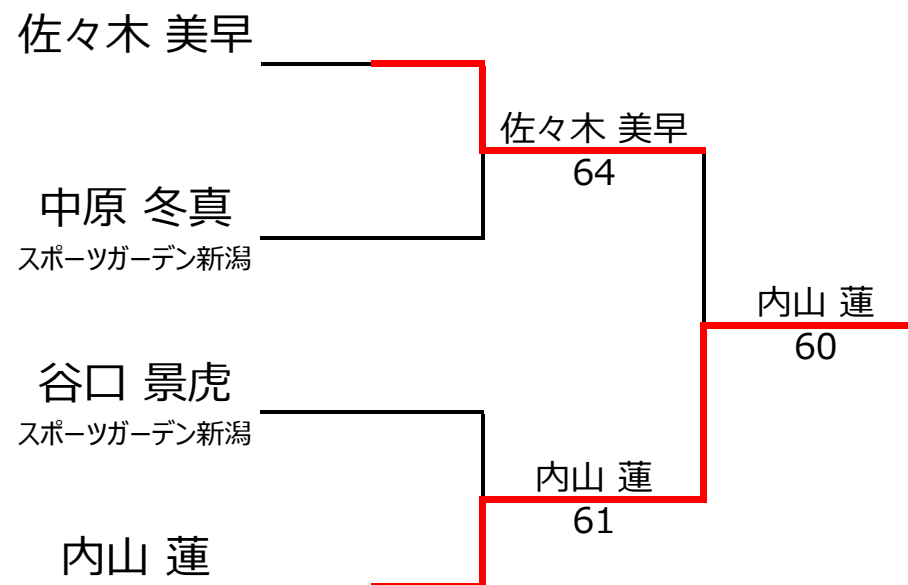 佐々木 美早
佐々木 美早
64
中原 冬真
スポーツガーデン新潟
内山 蓮
60
谷口 景虎
スポーツガーデン新潟
内山 蓮
61
内山 蓮